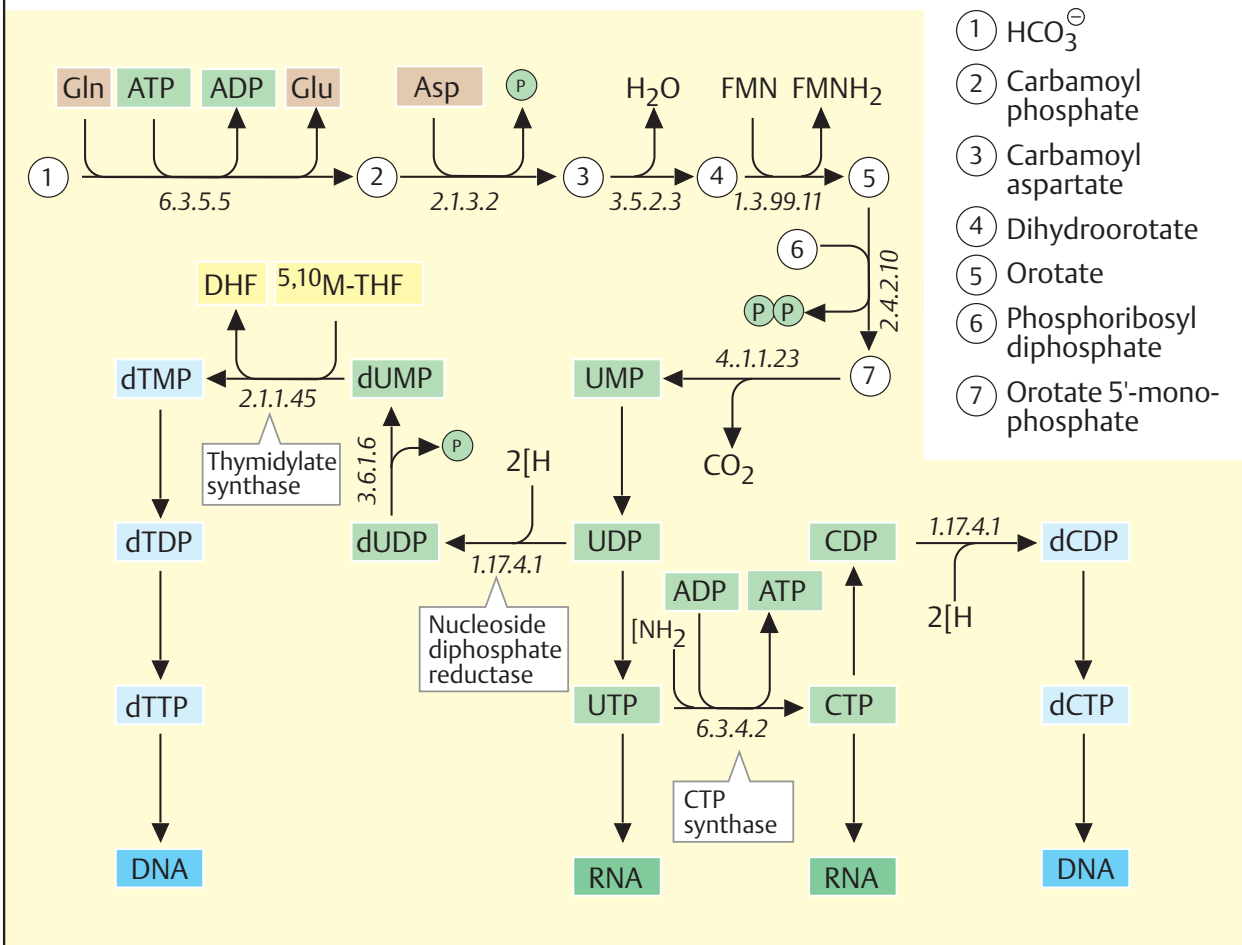 1 HCO3⊖
2 Carbamoyl
phosphate
3 Carbamoyl
aspartate
4 Dihydroorotate
5 Orotate
6 Phosphoribosyl
diphosphate
7 Orotate 5'-mono-
phosphate
Gln ATP ADP Glu Asp P H2O FMN FMNH2
1 2 3 4 5
6.3.5.5 2.1.3.2 3.5.2.3 1.3.99.11
6
2.4.2.10
P P
DHF 5,10M-THF
4..1.1.23
dTMP dUMP UMP 7
2.1.1.45
CO2
Thymidylate
synthase
3.6.1.6
P
2[H
1.17.4.1
dTDP dUDP UDP CDP dCDP
1.17.4.1
2[H
ADP ATP
Nucleoside
diphosphate
reductase
[NH2
dTTP UTP CTP dCTP
6.3.4.2
CTP
synthase
DNA RNA RNA DNA